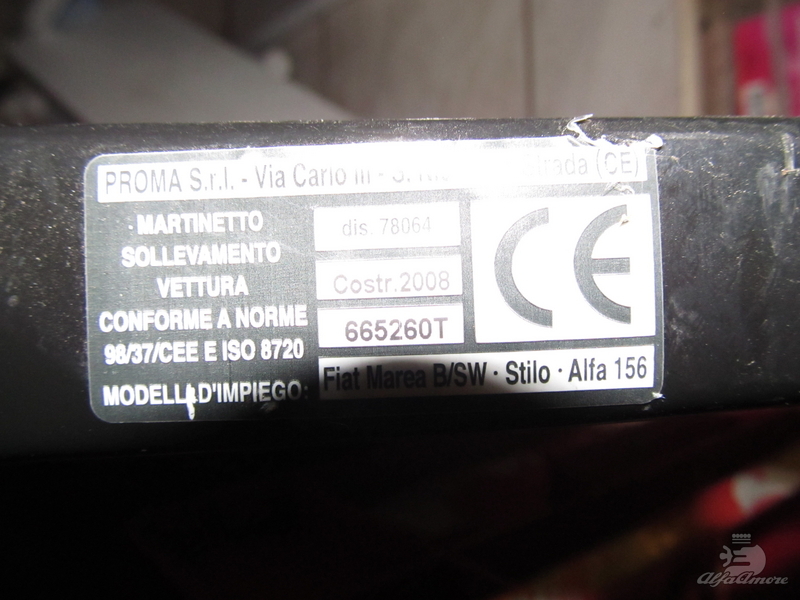 PROMA S.r.l. - Via Carlo III - S. (CE)
MARTINETTO
SOLLEVAMENTO
VETTURA
CONFORME A NORME
98/37/CEE E ISO 8720
MODELLI D'IMPIEGO:
dis. 78064
Costr.2008
665260T
CE
Fiat Marea B/SW · Stilo · Alfa 156
AlfaAmore